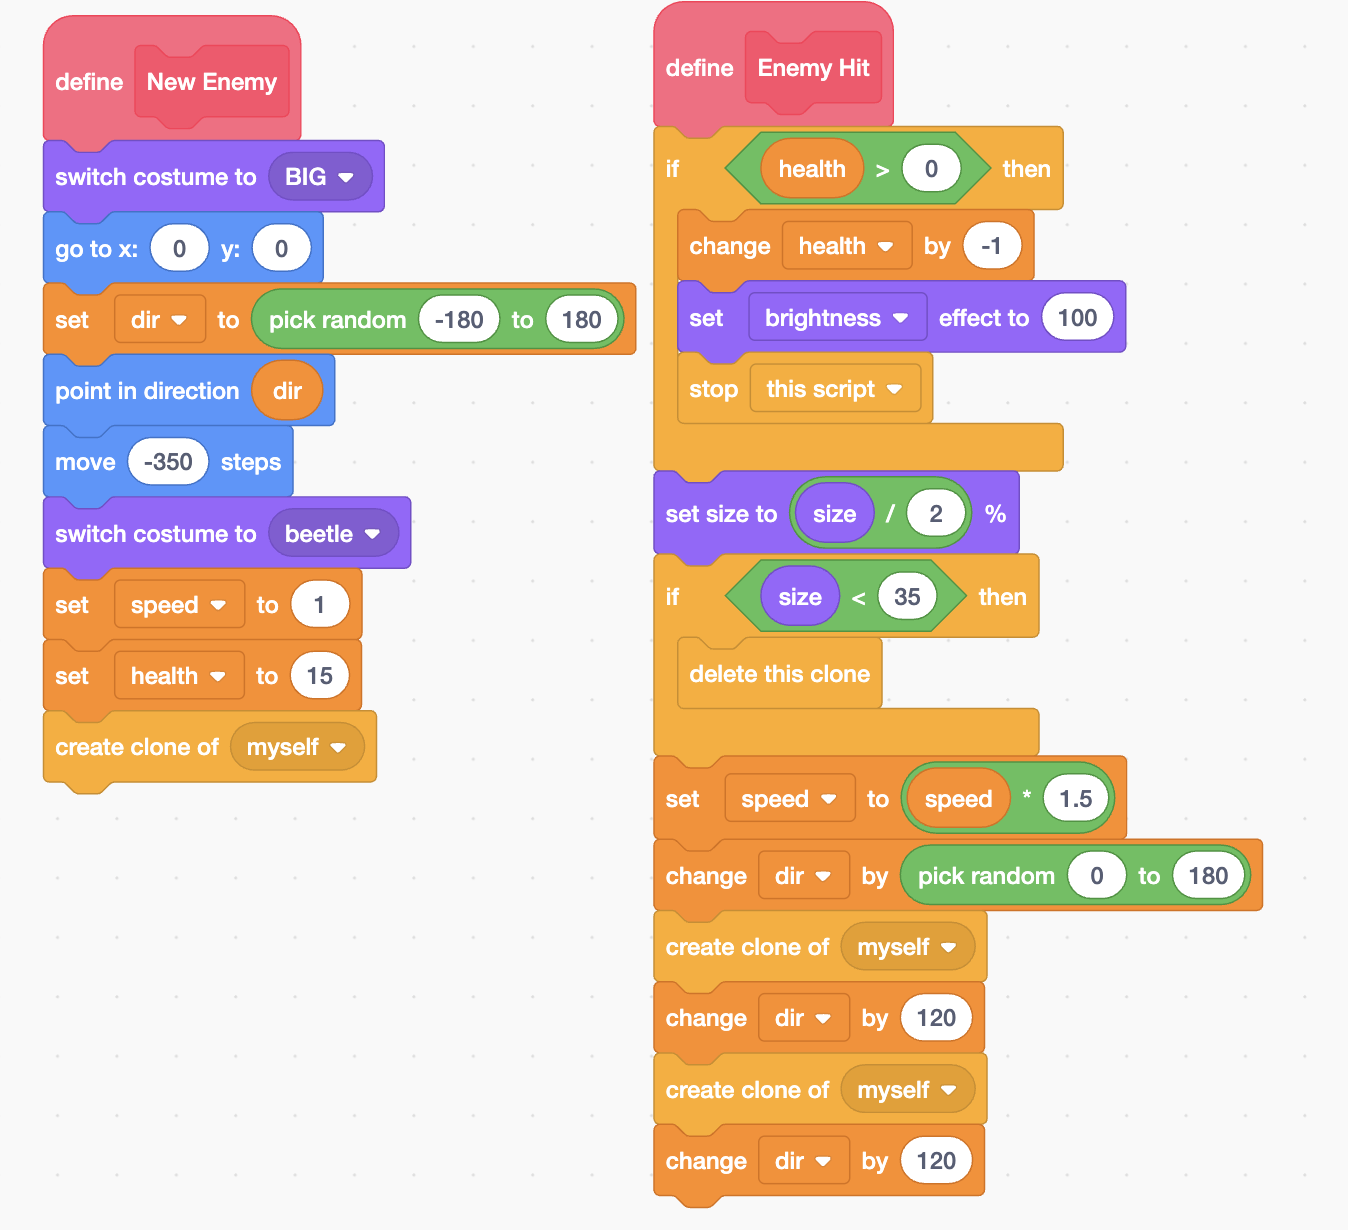 define New Enemy
switch costume to BIG
go to x: 0 y: 0
set dir to pick random -180 to 180
point in direction dir
move -350 steps
switch costume to beetle
set speed to 1
set health to 15
create clone of myself
define Enemy Hit
if health > 0 then
change health by -1
set brightness effect to 100
stop this script
set size to size / 2 %
if size < 35 then
delete this clone
set speed to speed * 1.5
change dir by pick random 0 to 180
create clone of myself
change dir by 120
create clone of myself
change dir by 120